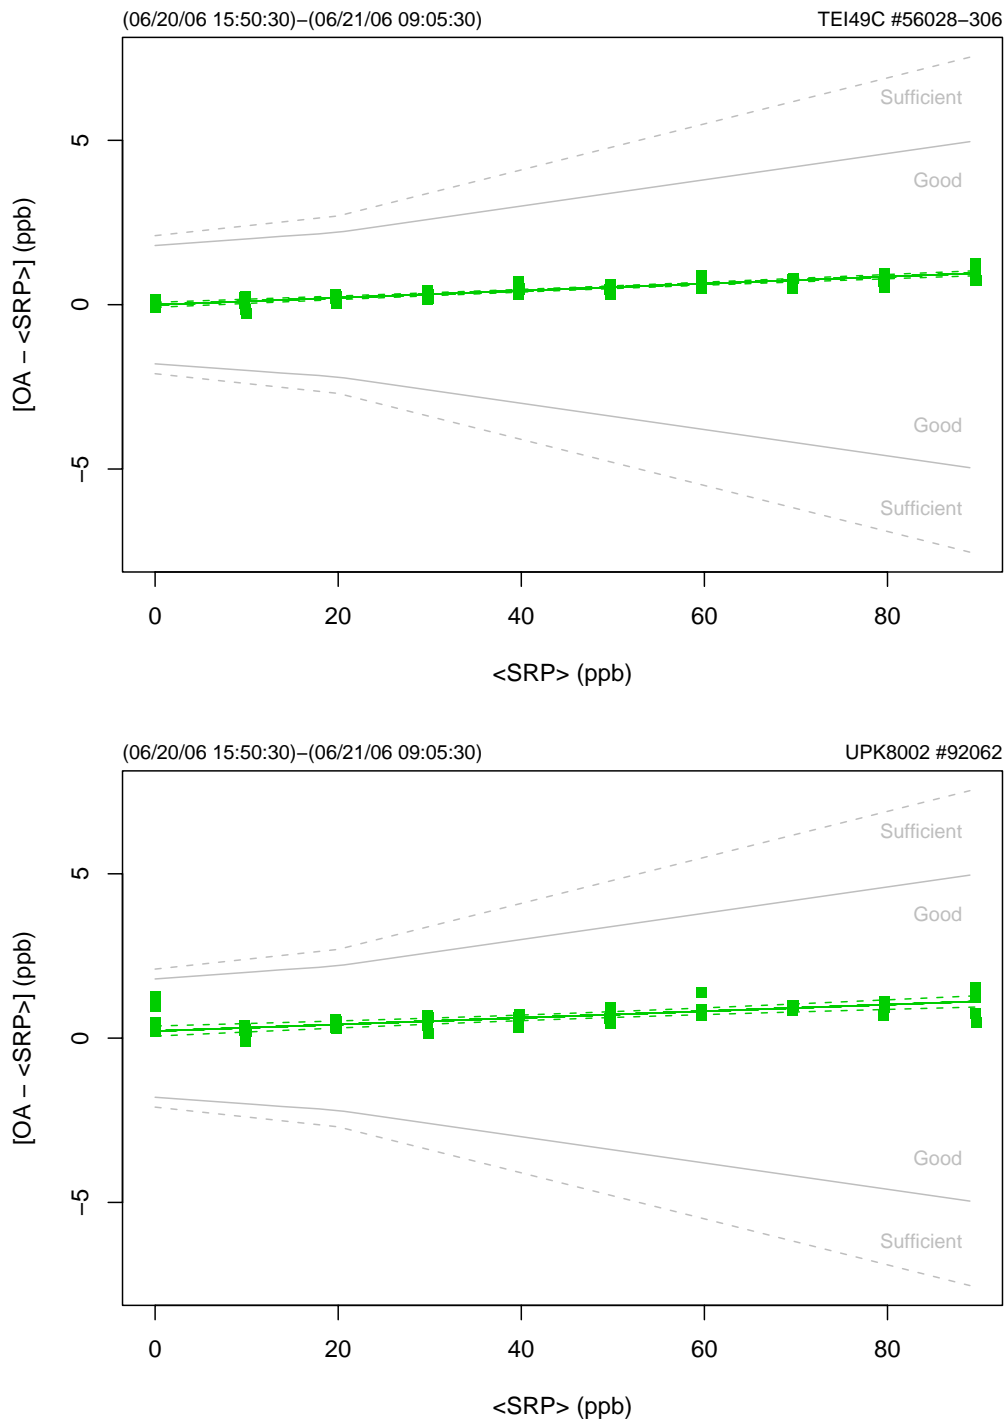 (06/20/06 15:50:30)−(06/21/06 09:05:30) TEI49C #56028−306
Sufficient
5
Good
[OA − <SRP>] (ppb)
0
Good
−5
Sufficient
0 20 40 60 80
<SRP> (ppb)
(06/20/06 15:50:30)−(06/21/06 09:05:30) UPK8002 #92062
Sufficient
5
Good
[OA − <SRP>] (ppb)
0
Good
−5
Sufficient
0 20 40 60 80
<SRP> (ppb)